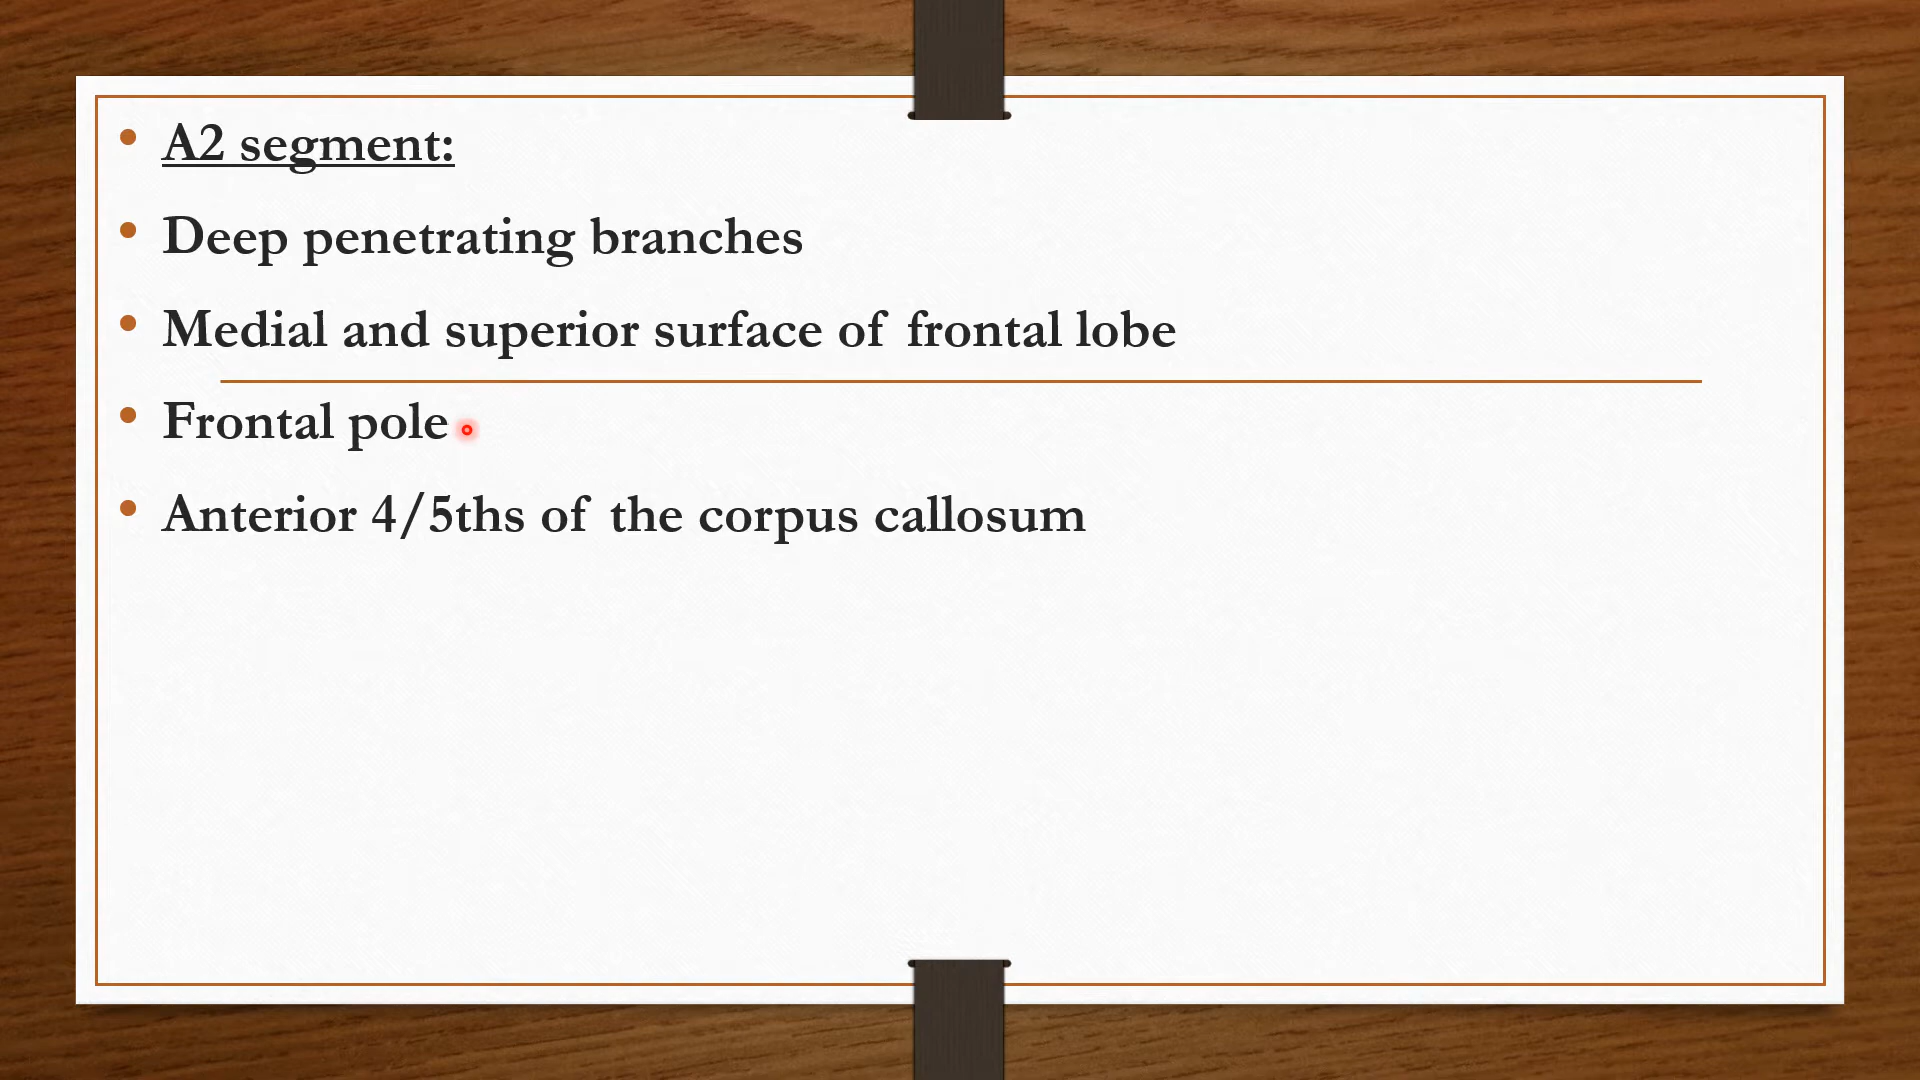 A2 segment:
Deep penetrating branches
Medial and superior surface of frontal lobe
Frontal pole
Anterior 4/5ths of the corpus callosum